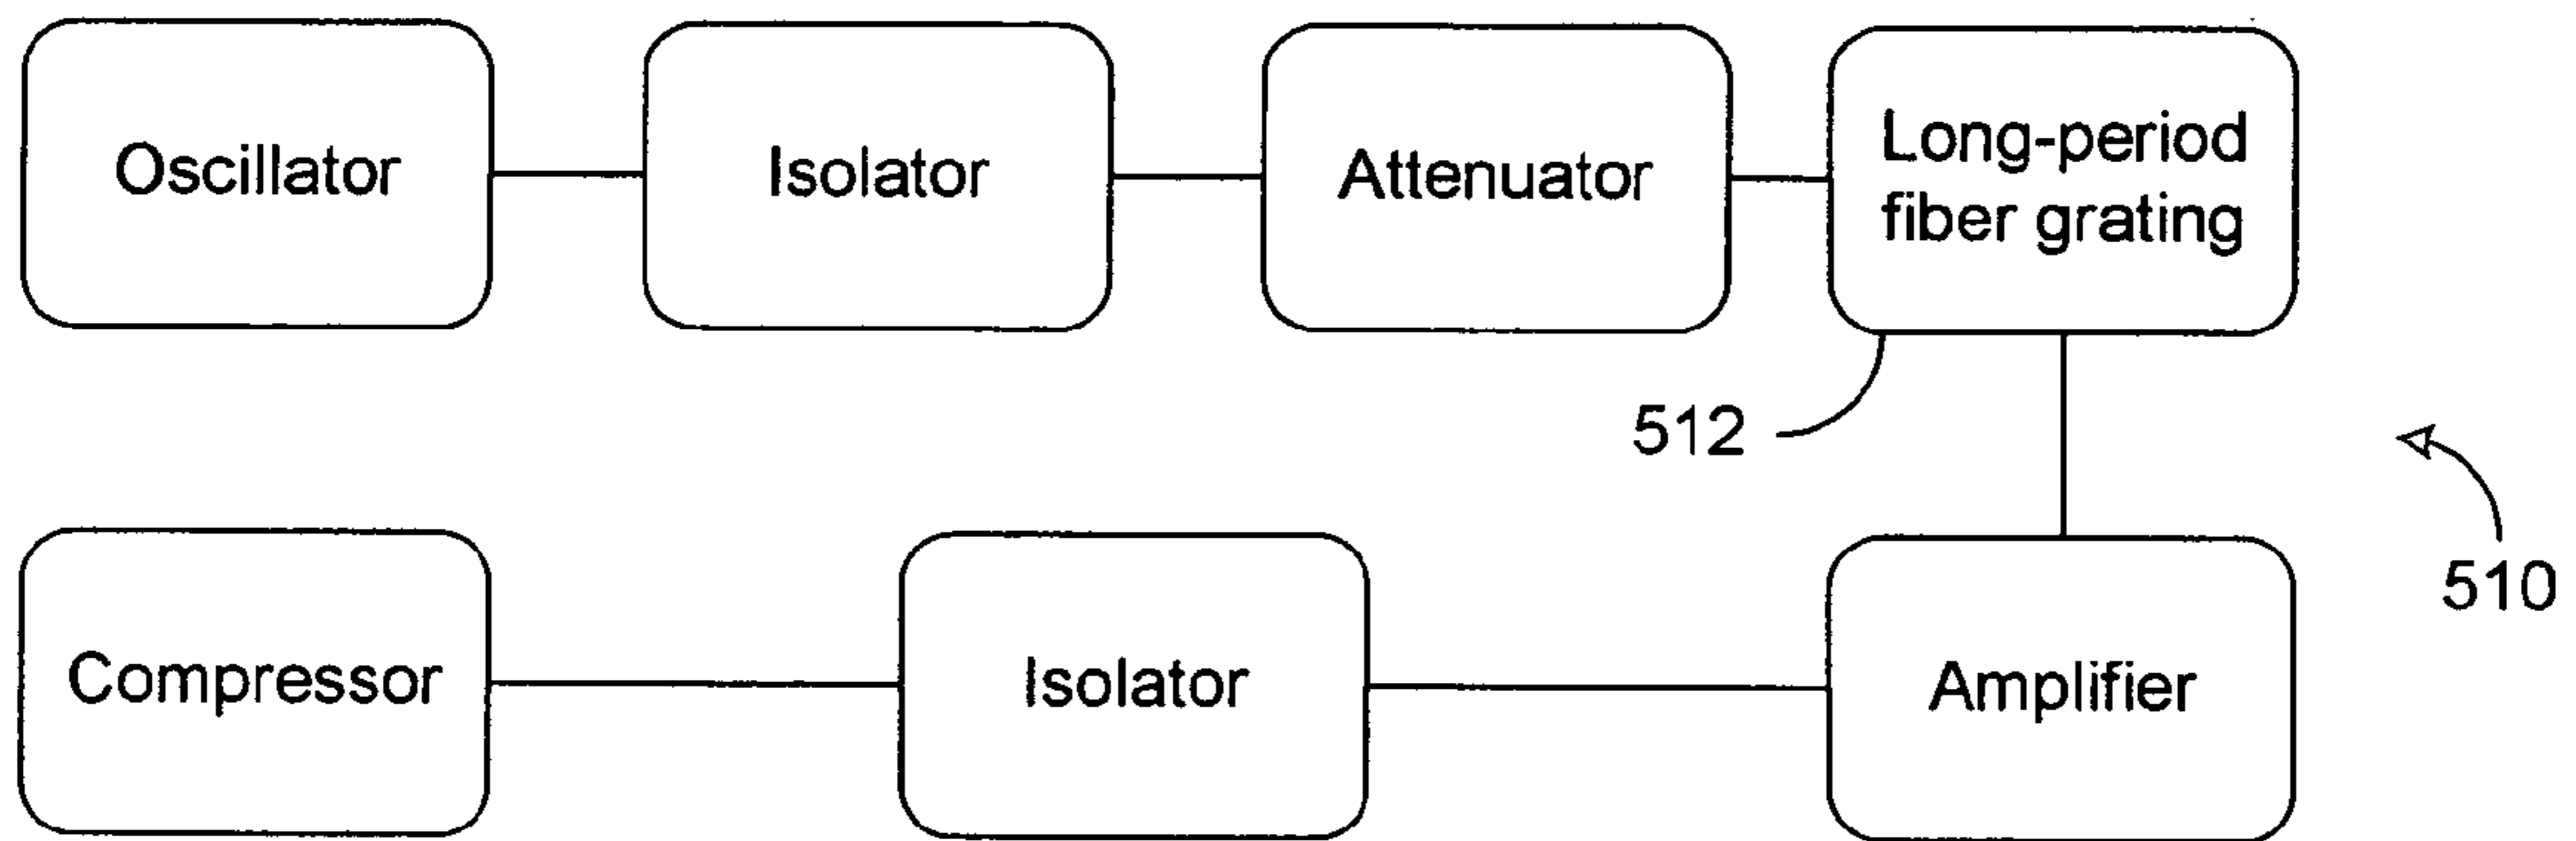 Oscillator
Isolator
Attenuator
Long-period
fiber grating
512
510
Compressor
Isolator
Amplifier